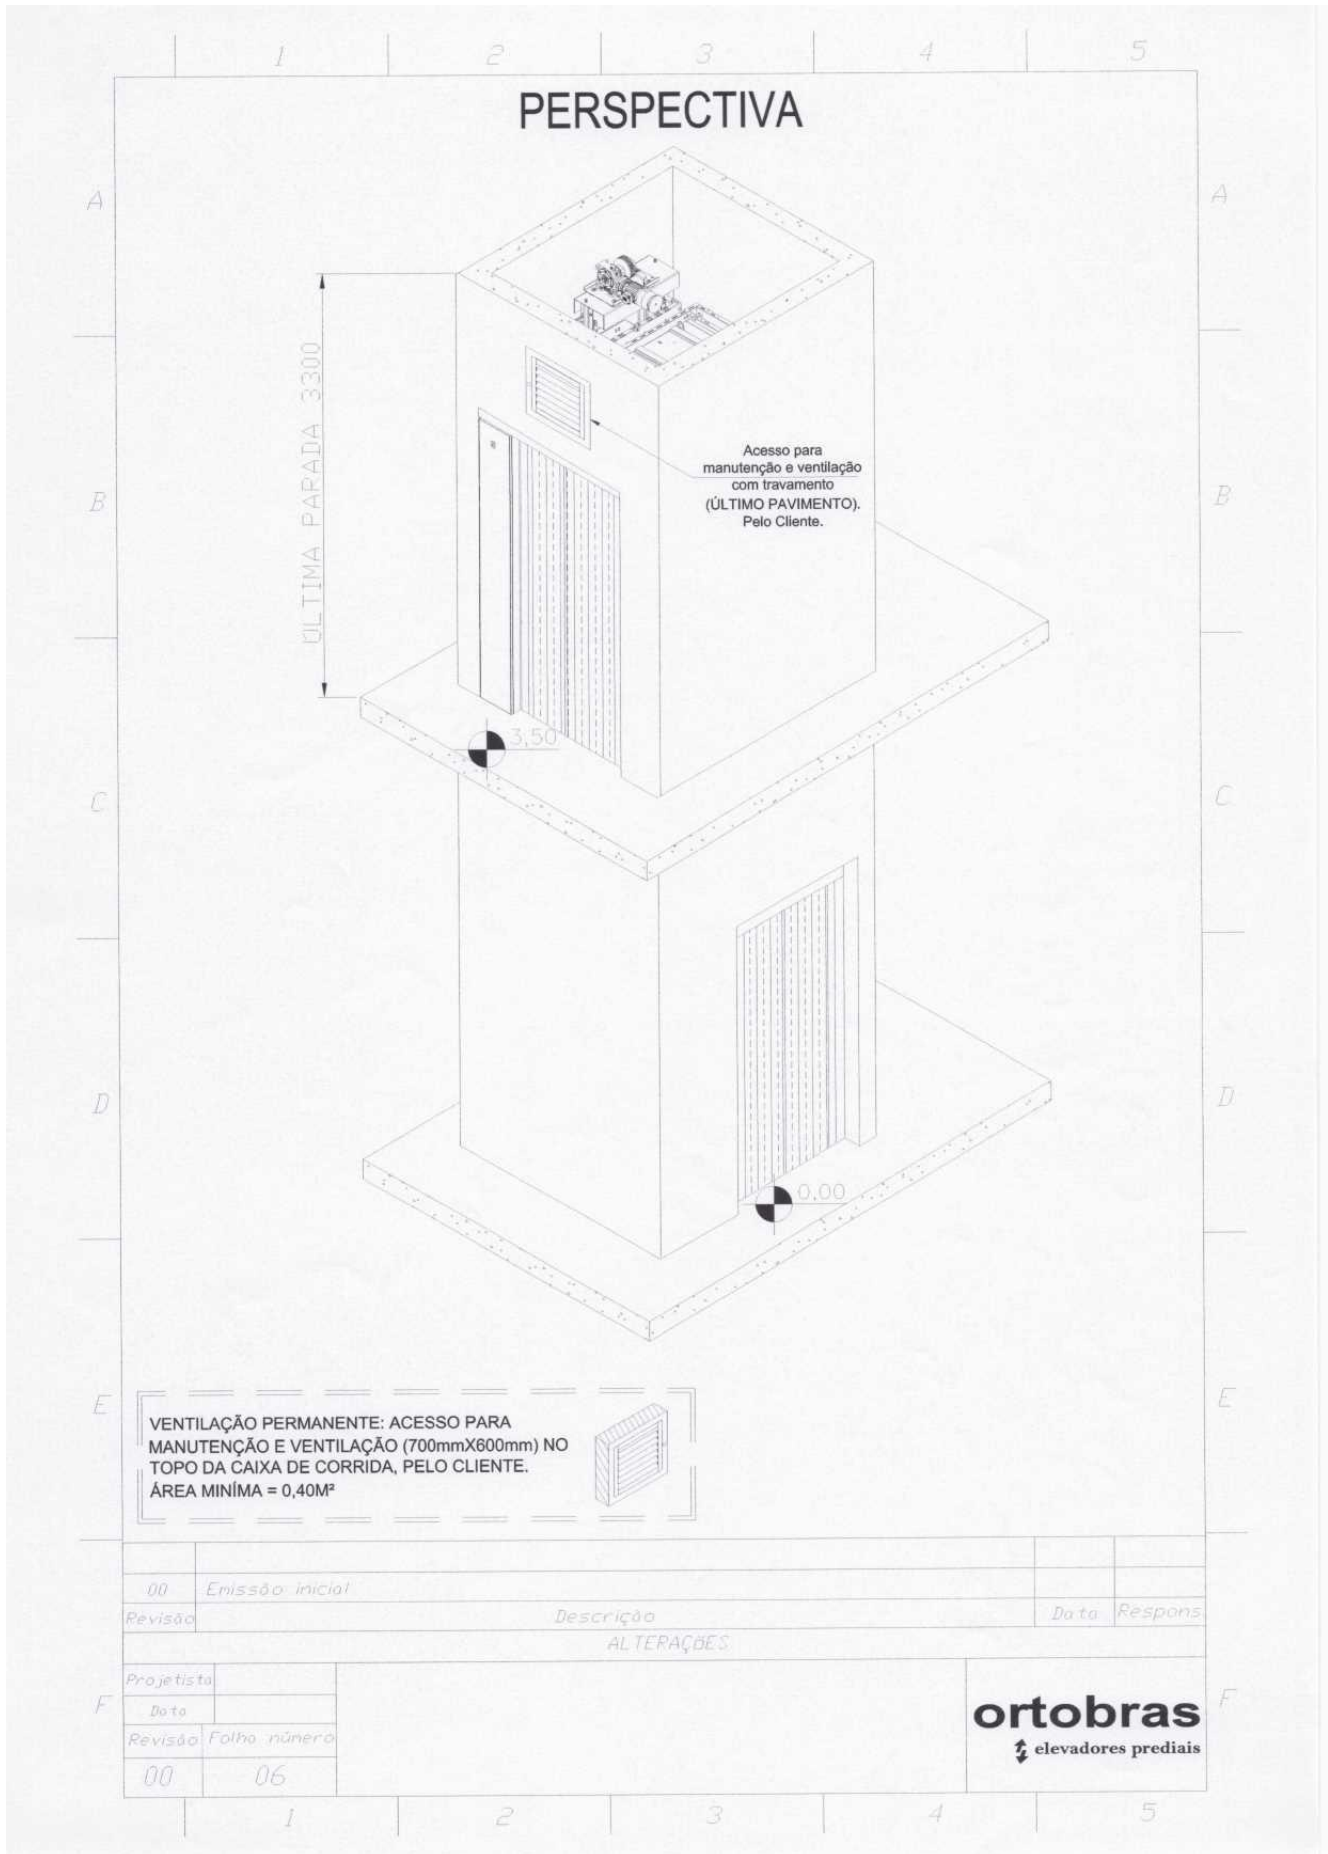 1 2 3 4 5
PERSPECTIVA
A A
ÚLTIMA PARADA 3300
Acesso para
manutenção e ventilação
com travamento
(ÚLTIMO PAVIMENTO).
Pelo Cliente.
B B
3,50
C C
D D
0,00
E E
VENTILAÇÃO PERMANENTE: ACESSO PARA
MANUTENÇÃO E VENTILAÇÃO (700mmX600mm) NO
TOPO DA CAIXA DE CORRIDA, PELO CLIENTE.
ÁREA MINÍMA = 0,40M²
00 Emissão inicial
Revisão Descrição Data Respons.
ALTERAÇÕES
Projetista
Data
F F
Revisão Folha número
00 06
ortobras
elevadores prediais
1 2 3 4 5